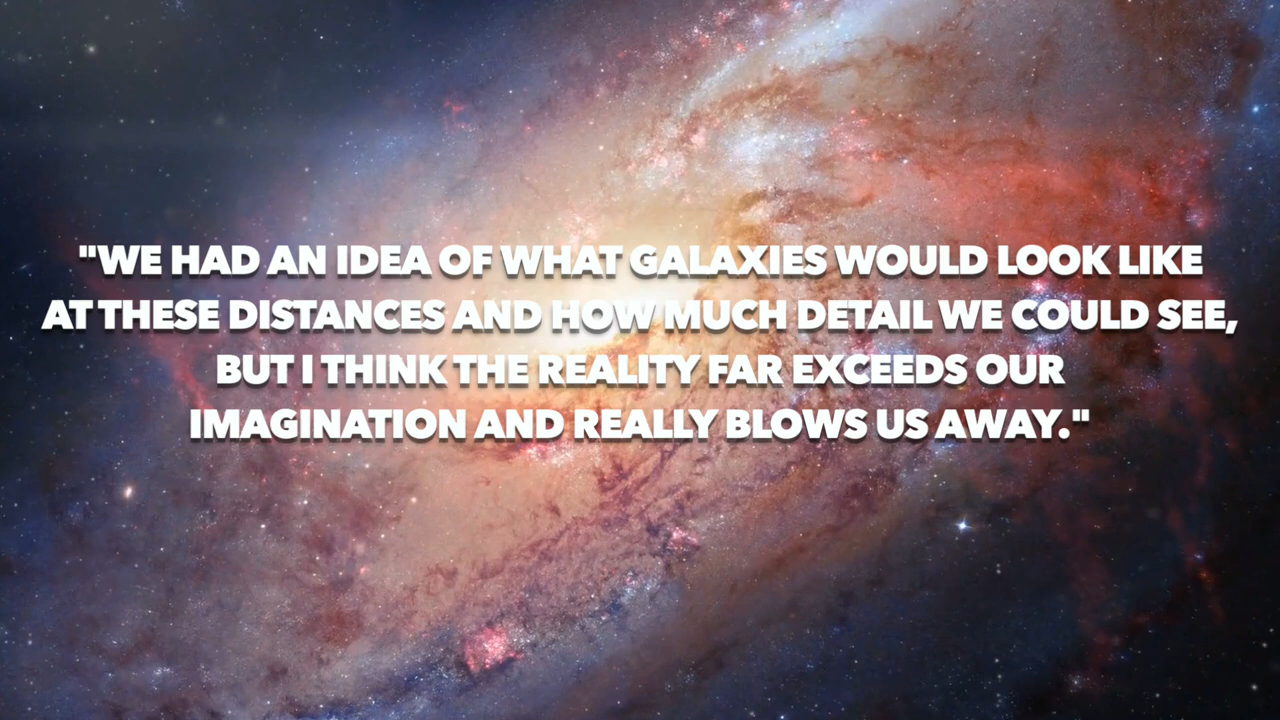 "WE HAD AN IDEA OF WHAT GALAXIES WOULD LOOK LIKE
AT THESE DISTANCES AND HOW MUCH DETAIL WE COULD SEE,
BUT I THINK THE REALITY FAR EXCEEDS OUR
IMAGINATION AND REALLY BLOWS US AWAY."